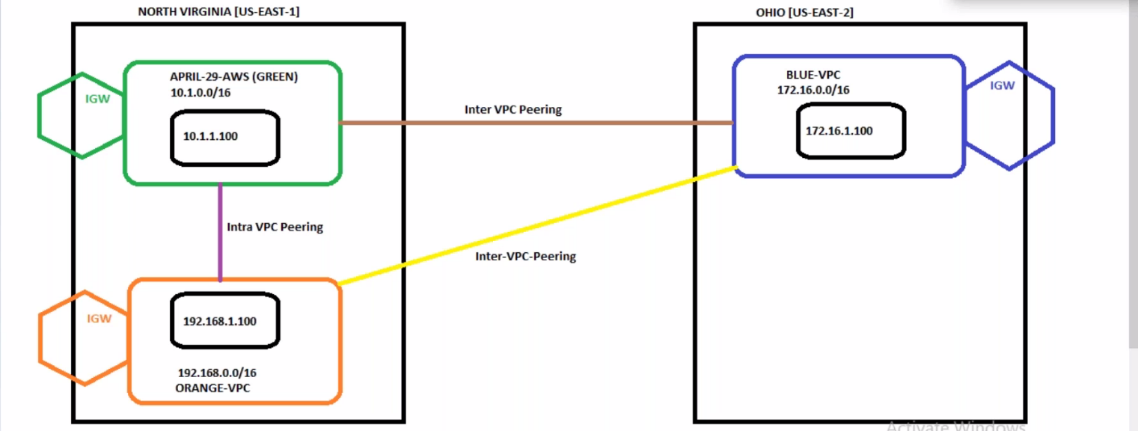 NORTH VIRGINIA [US-EAST-1]
OHIO [US-EAST-2]
IGW
APRIL-29-AWS (GREEN)
10.1.0.0/16
10.1.1.100
Inter VPC Peering
BLUE-VPC
172.16.0.0/16
172.16.1.100
IGW
Intra VPC Peering
Inter-VPC-Peering
IGW
192.168.1.100
192.168.0.0/16
ORANGE-VPC
Activate Windows